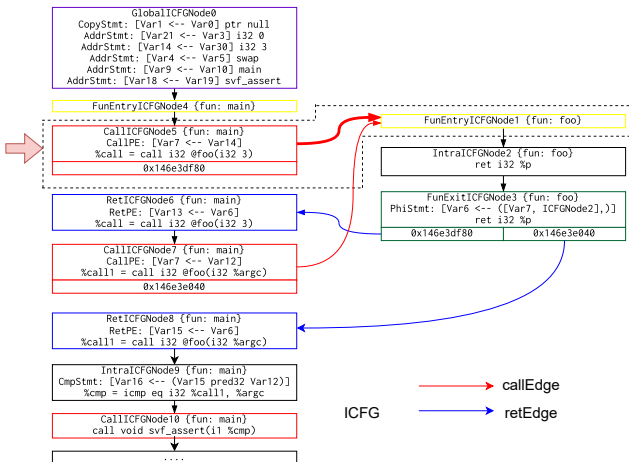 GlobalICFGNode0
CopyStmt: [Var1 <-- Var0] ptr null
AddrStmt: [Var21 <-- Var3] i32 0
AddrStmt: [Var14 <-- Var30] i32 3
AddrStmt: [Var4 <-- Var5] swap
AddrStmt: [Var9 <-- Var10] main
AddrStmt: [Var18 <-- Var19] svf_assert
FunEntryICFGNode4 {fun: main}
CallICFGNode5 {fun: main}
CallPE: [Var7 <-- Var14]
%call = call i32 @foo(i32 3)
0x146e3df80
RetICFGNode6 {fun: main}
RetPE: [Var13 <-- Var6]
%call = call i32 @foo(i32 3)
CallICFGNode7 {fun: main}
CallPE: [Var7 <-- Var12]
%call1 = call i32 @foo(i32 %argc)
0x146e3e040
RetICFGNode8 {fun: main}
RetPE: [Var15 <-- Var6]
%call1 = call i32 @foo(i32 %argc)
IntraICFGNode9 {fun: main}
CmpStmt: [Var16 <-- (Var15 pred32 Var12)]
%cmp = icmp eq i32 %call1, %argc
CallICFGNode10 {fun: main}
call void svf_assert(i1 %cmp)
....
FunEntryICFGNode1 {fun: foo}
IntraICFGNode2 {fun: foo}
ret i32 %p
FunExitICFGNode3 {fun: foo}
PhiStmt: [Var6 <-- ([Var7, ICFGNode2],)]
ret i32 %p
0x146e3df80 0x146e3e040
ICFG
callEdge
retEdge